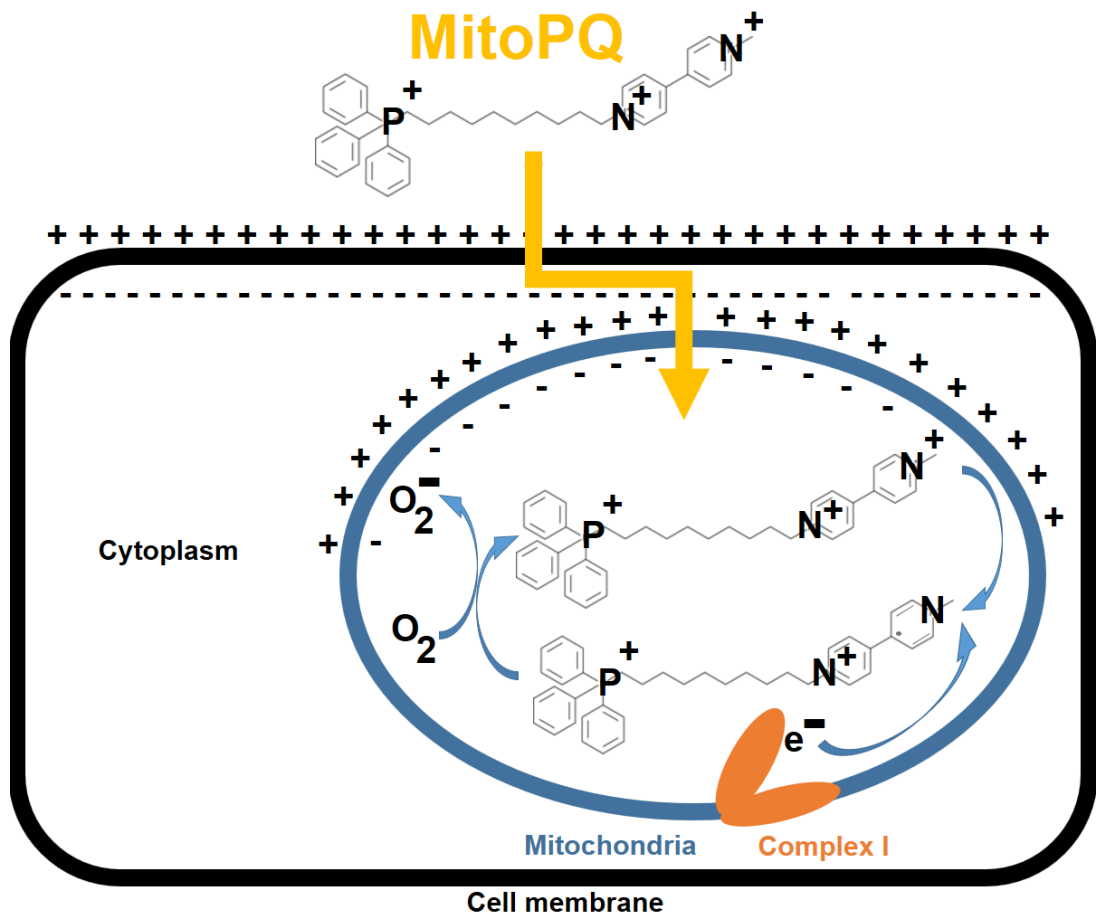 MitoPQ
P+
N+
N+
+ + + + + + + + + + + + + + + + + + + + + + + + + + + + + + + +
- - - - - - - - - - - - - - - - - - - - - - - - - - - - - - - -
O2-
P+
N+
N+
Cytoplasm
O2
P+
N+
N
e-
Mitochondria
Complex I
Cell membrane